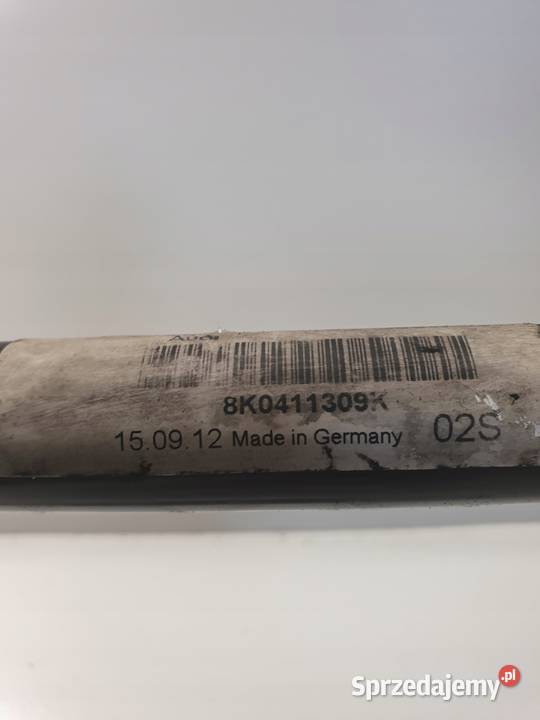 Audi
8K0411309K
15.09.12 Made in Germany 02S
Sprzedajemy.pl